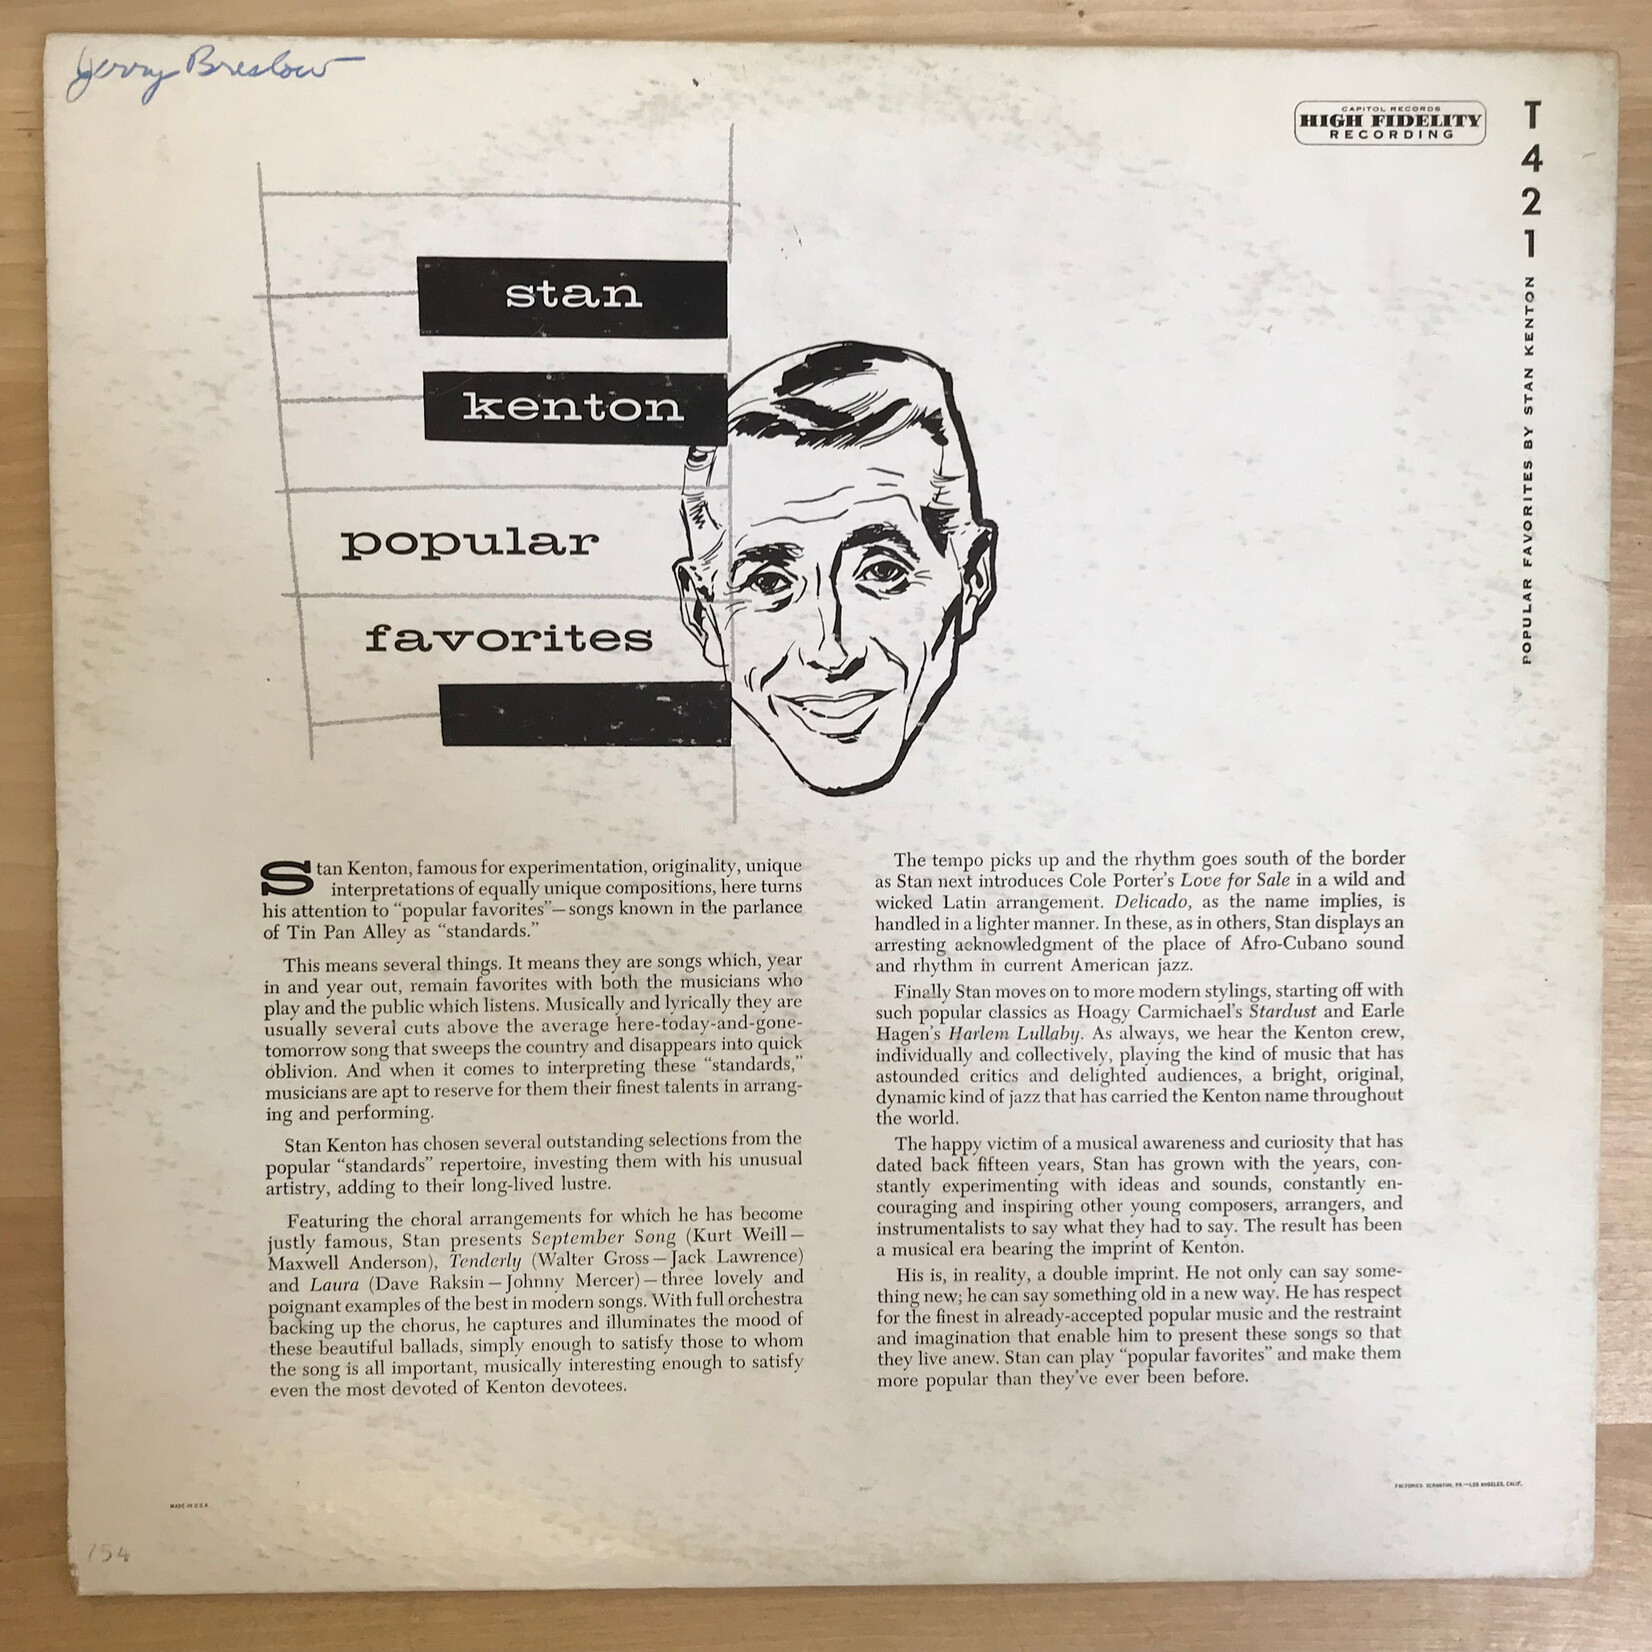 Jerry Breslow
CAPITOL RECORDS
HIGH FIDELITY
RECORDING
T
4
2
1
POPULAR FAVORITES BY STAN KENTON
stan
kenton
popular
favorites
Stan Kenton, famous for experimentation, originality, unique
interpretations of equally unique compositions, here turns
his attention to “popular favorites”—songs known in the parlance
of Tin Pan Alley as “standards.”
This means several things. It means they are songs which, year
in and year out, remain favorites with both the musicians who
play and the public which listens. Musically and lyrically they are
usually several cuts above the average here-today-and-gone-
tomorrow song that sweeps the country and disappears into quick
oblivion. And when it comes to interpreting these “standards,”
musicians are apt to reserve for them their finest talents in arrang-
ing and performing.
Stan Kenton has chosen several outstanding selections from the
popular “standards” repertoire, investing them with his unusual
artistry, adding to their long-lived lustre.
Featuring the choral arrangements for which he has become
justly famous, Stan presents September Song (Kurt Weill—
Maxwell Anderson), Tenderly (Walter Gross—Jack Lawrence)
and Laura (Dave Raksin—Johnny Mercer)—three lovely and
poignant examples of the best in modern songs. With full orchestra
backing up the chorus, he captures and illuminates the mood of
these beautiful ballads, simply enough to satisfy those to whom
the song is all important, musically interesting enough to satisfy
even the most devoted of Kenton devotees.
The tempo picks up and the rhythm goes south of the border
as Stan next introduces Cole Porter’s Love for Sale in a wild and
wicked Latin arrangement. Delicado, as the name implies, is
handled in a lighter manner. In these, as in others, Stan displays an
arresting acknowledgment of the place of Afro-Cuban sound
and rhythm in current American jazz.
Finally Stan moves on to more modern stylings, starting off with
such popular classics as Hoagy Carmichael’s Stardust and Earle
Hagen’s Harlem Lullaby. As always, we hear the Kenton crew,
individually and collectively, playing the kind of music that has
astounded critics and delighted audiences, a bright, original,
dynamic kind of jazz that has carried the Kenton name throughout
the world.
The happy victim of a musical awareness and curiosity that has
dated back fifteen years, Stan has grown with the years, con-
stantly experimenting with ideas and sounds, constantly en-
couraging and inspiring other young composers, arrangers, and
instrumentalists to say what they had to say. The result has been
a musical era bearing the imprint of Kenton.
His is, in reality, a double imprint. He not only can say some-
thing new; he can say something old in a new way. He has respect
for the finest in already-accepted popular music and the restraint
and imagination that enable him to present these songs so that
they live anew. Stan can play “popular favorites” and make them
more popular than they’ve ever been before.
FACTORIES: SCRANTON, PA.—LOS ANGELES, CALIF.
MADE IN U.S.A.
154